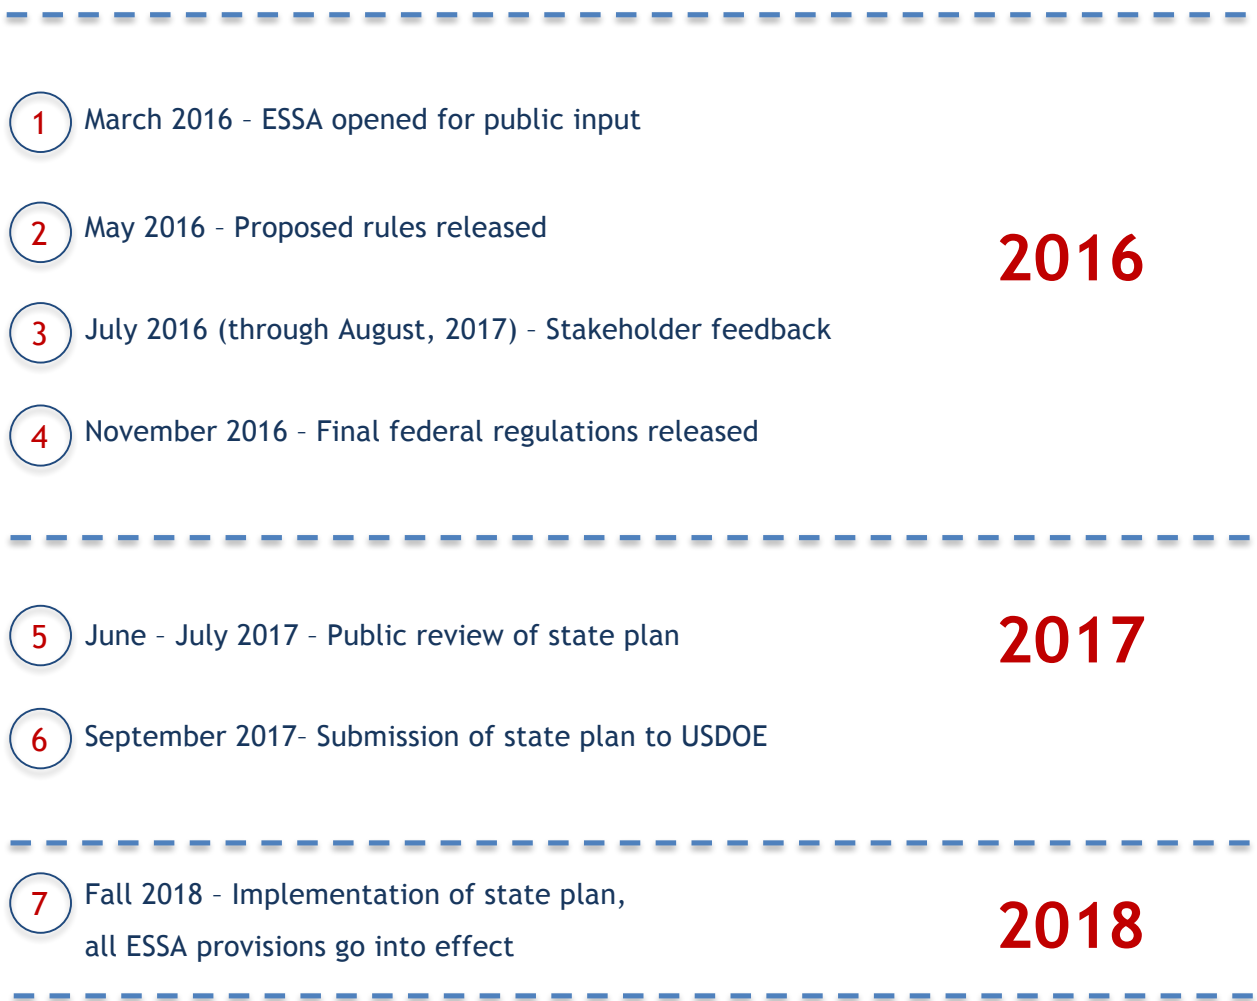 1 March 2016 – ESSA opened for public input
2 May 2016 – Proposed rules released
2016
3 July 2016 (through August, 2017) – Stakeholder feedback
4 November 2016 – Final federal regulations released
5 June – July 2017 – Public review of state plan
2017
6 September 2017– Submission of state plan to USDOE
7 Fall 2018 – Implementation of state plan,
2018
all ESSA provisions go into effect